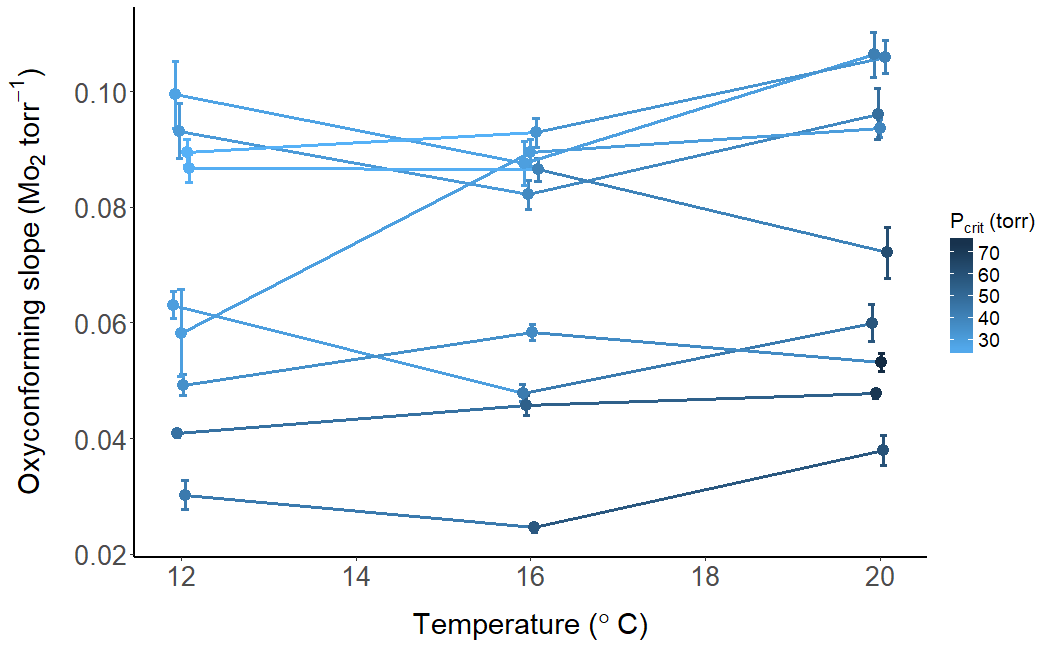 Oxyconforming slope (Mo₂ torr⁻¹)
0.10
0.08
0.06
0.04
0.02
12 14 16 18 20
Temperature (° C)
Pcrit (torr)
70
60
50
40
30